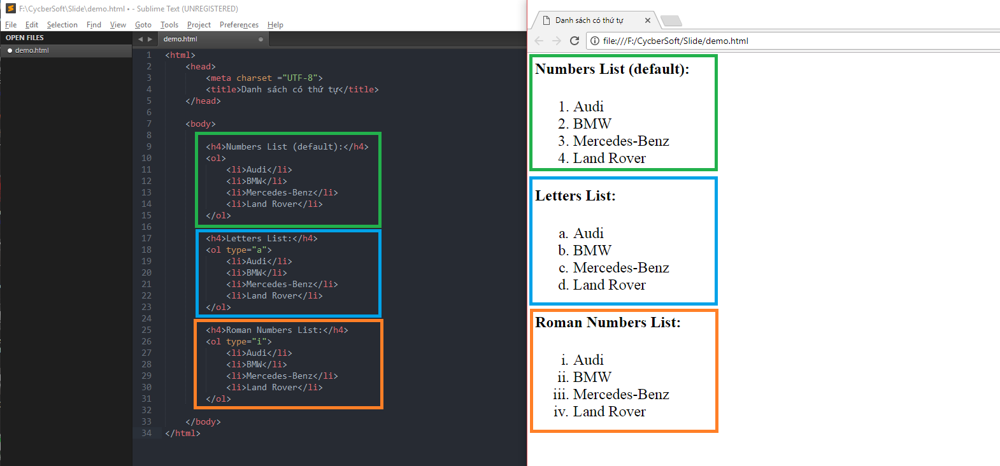 F:\CycberSoft\Slide\demo.html • - Sublime Text (UNREGISTERED)
File Edit Selection Find View Goto Tools Project Preferences Help
OPEN FILES
demo.html
demo.html
1 <html>
2 <head>
3 <meta charset ="UTF-8">
4 <title>Danh sách có thứ tự</title>
5 </head>
6
7 <body>
8
9 <h4>Numbers List (default):</h4>
10 <ol>
11 <li>Audi</li>
12 <li>BMW</li>
13 <li>Mercedes-Benz</li>
14 <li>Land Rover</li>
15 </ol>
16
17 <h4>Letters List:</h4>
18 <ol type="a">
19 <li>Audi</li>
20 <li>BMW</li>
21 <li>Mercedes-Benz</li>
22 <li>Land Rover</li>
23 </ol>
24
25 <h4>Roman Numbers List:</h4>
26 <ol type="i">
27 <li>Audi</li>
28 <li>BMW</li>
29 <li>Mercedes-Benz</li>
30 <li>Land Rover</li>
31 </ol>
32
33 </body>
34 </html>
Danh sách có thứ tự
file:///F:/CycberSoft/Slide/demo.html
Numbers List (default):
1. Audi
2. BMW
3. Mercedes-Benz
4. Land Rover
Letters List:
a. Audi
b. BMW
c. Mercedes-Benz
d. Land Rover
Roman Numbers List:
i. Audi
ii. BMW
iii. Mercedes-Benz
iv. Land Rover